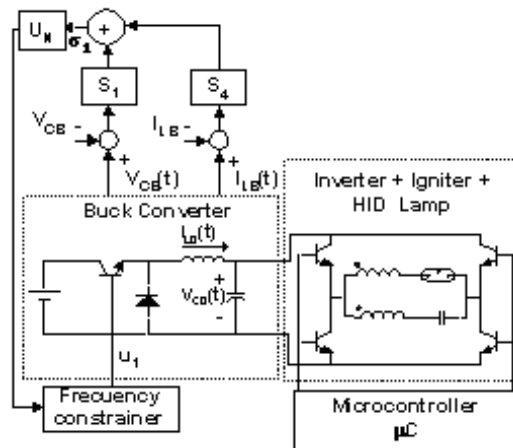 U_N
σ_1
+
S_1
S_4
V_CB -
I_LB -
+
+
V_CB(t)
I_LB(t)
Inverter + Igniter +
HID Lamp
Buck Converter
i_LB(t)
+
V_CB(t)
-
u_1
Frecuency
constrainer
Microcontroller
μC